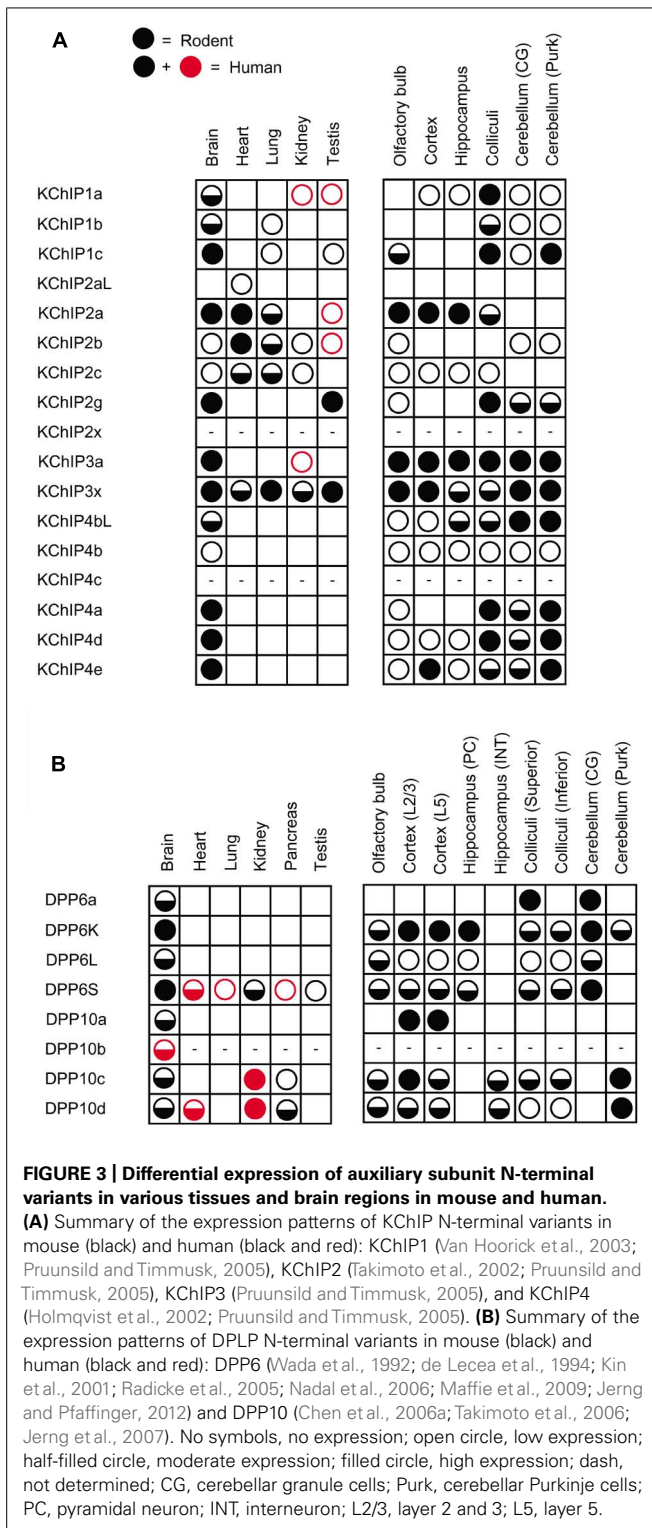 A
= Rodent
+ = Human
Brain Heart Lung Kidney Testis Olfactory bulb Cortex Hippocampus Colliculi Cerebellum (CG) Cerebellum (Purk)
KChIP1a
KChIP1b
KChIP1c
KChIP2aL
KChIP2a
KChIP2b
KChIP2c
KChIP2g
KChIP2x - - - - - - - - - - -
KChIP3a
KChIP3x
KChIP4bL
KChIP4b
KChIP4c - - - - - - - - - - -
KChIP4a
KChIP4d
KChIP4e
B
Brain Heart Lung Kidney Pancreas Testis Olfactory bulb Cortex (L2/3) Cortex (L5) Hippocampus (PC) Hippocampus (INT) Colliculi (Superior) Colliculi (Inferior) Cerebellum (CG) Cerebellum (Purk)
DPP6a
DPP6K
DPP6L
DPP6S
DPP10a
DPP10b - - - - - - - - - - - - - -
DPP10c
DPP10d
FIGURE 3 | Differential expression of auxiliary subunit N-terminal
variants in various tissues and brain regions in mouse and human.
(A) Summary of the expression patterns of KChIP N-terminal variants in
mouse (black) and human (black and red): KChIP1 (Van Hoorick et al., 2003;
Pruunsild and Timmusk, 2005), KChIP2 (Takimoto et al., 2002; Pruunsild and
Timmusk, 2005), KChIP3 (Pruunsild and Timmusk, 2005), and KChIP4
(Holmqvist et al., 2002; Pruunsild and Timmusk, 2005). (B) Summary of the
expression patterns of DPLP N-terminal variants in mouse (black) and
human (black and red): DPP6 (Wada et al., 1992; de Lecea et al., 1994; Kin
et al., 2001; Radicke et al., 2005; Nadal et al., 2006; Maffie et al., 2009; Jerng
and Pfaffinger, 2012) and DPP10 (Chen et al., 2006a; Takimoto et al., 2006;
Jerng et al., 2007). No symbols, no expression; open circle, low expression;
half-filled circle, moderate expression; filled circle, high expression; dash,
not determined; CG, cerebellar granule cells; Purk, cerebellar Purkinje cells;
PC, pyramidal neuron; INT, interneuron; L2/3, layer 2 and 3; L5, layer 5.